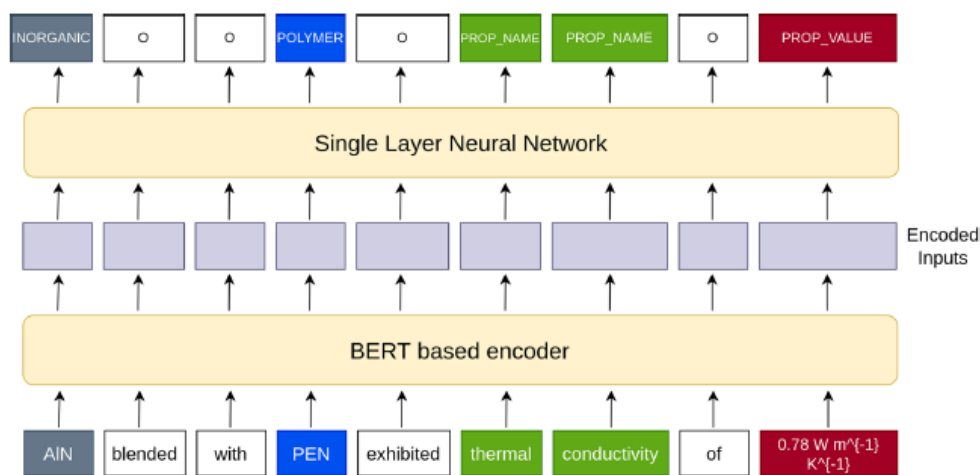 INORGANIC O O POLYMER O PROP_NAME PROP_NAME O PROP_VALUE
Single Layer Neural Network
Encoded
Inputs
BERT based encoder
AlN blended with PEN exhibited thermal conductivity of 0.78 W m^{-1}
K^{-1}